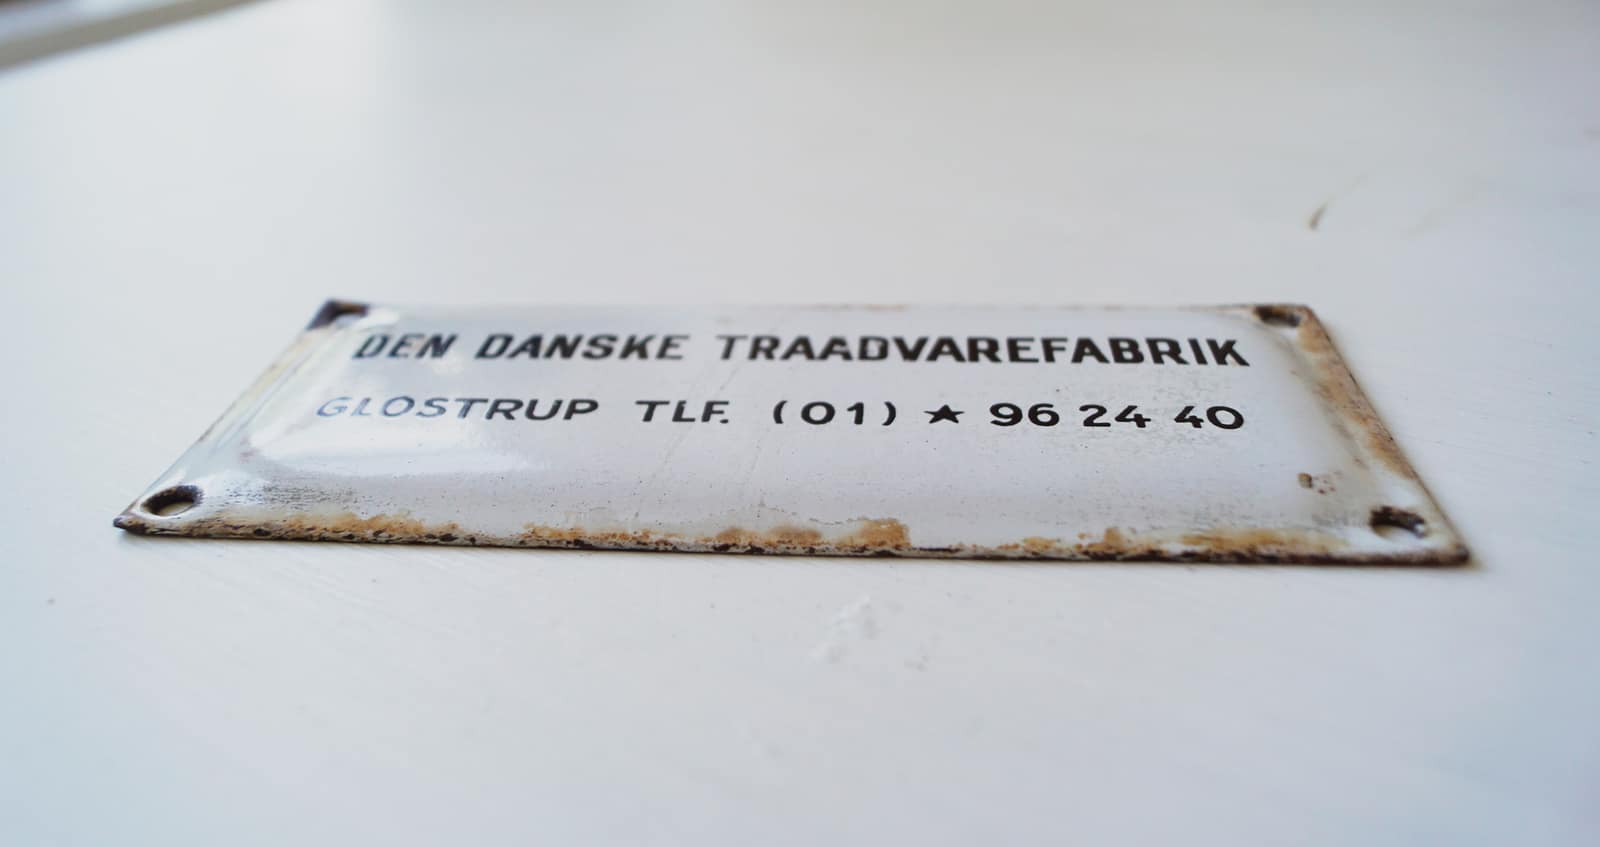 DEN DANSKE TRAADVAREFABRIK
GLOSTRUP TLF. (01) ★ 96 24 40